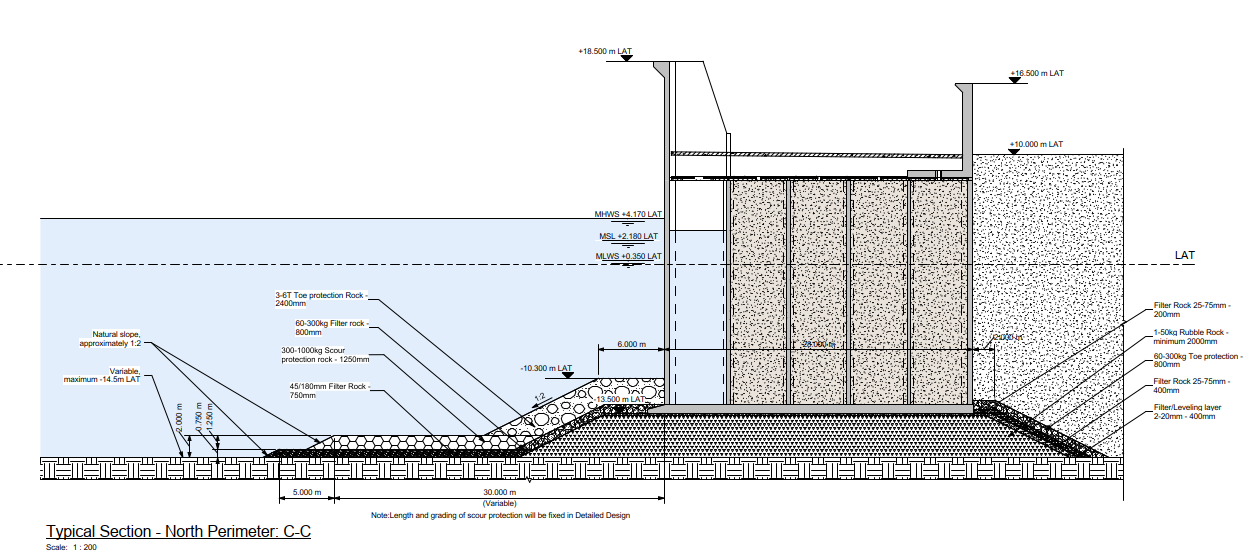 +18.500 m LAT
+16.500 m LAT
+10.000 m LAT
MHWS +4.170 LAT
MSL +2.180 LAT
MLWS +0.350 LAT
LAT
3-6T Toe protection Rock -
2400mm
60-300kg Filter rock -
800mm
300-1000kg Scour
protection rock - 1250mm
45/180mm Filter Rock -
750mm
Natural slope,
approximately 1:2
Variable,
maximum -14.5m LAT
2.000 m
0.750 m
1.250 m
6.000 m
28.000 m
2.000 m
-10.300 m LAT
1:2
-13.500 m LAT
Filter Rock 25-75mm -
200mm
1-50kg Rubble Rock -
minimum 2000mm
60-300kg Toe protection -
800mm
Filter Rock 25-75mm -
400mm
Filter/Leveling layer
2-20mm - 400mm
5.000 m
30.000 m
(Variable)
Note:Length and grading of scour protection will be fixed in Detailed Design
Typical Section - North Perimeter: C-C
Scale: 1 : 200